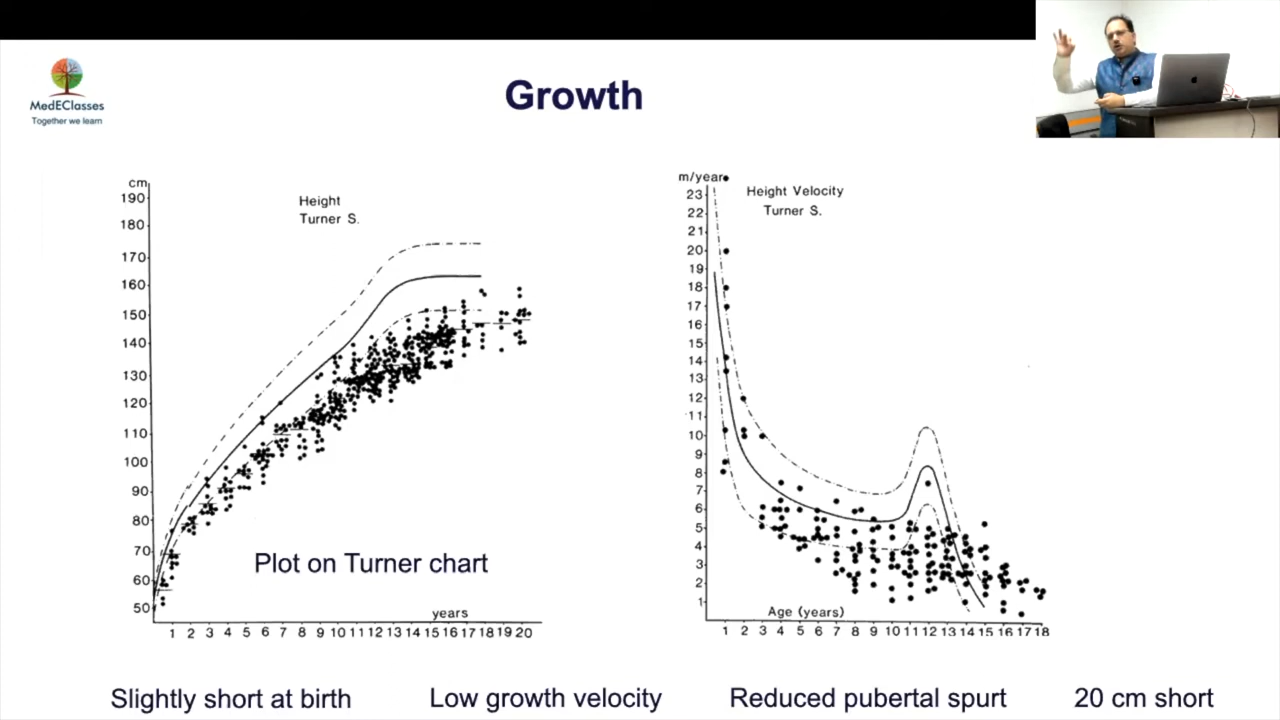 Growth
MedEClasses
Together we learn
cm
190
180
170
160
150
140
130
120
110
100
90
80
70
60
50
Height
Turner S.
Plot on Turner chart
years
1 2 3 4 5 6 7 8 9 10 11 12 13 14 15 16 17 18 19 20
m/year
23
22
21
20
19
18
17
16
15
14
13
12
11
10
9
8
7
6
5
4
3
2
1
Height Velocity
Turner S.
Age (years)
1 2 3 4 5 6 7 8 9 10 11 12 13 14 15 16 17 18
Slightly short at birth
Low growth velocity
Reduced pubertal spurt
20 cm short